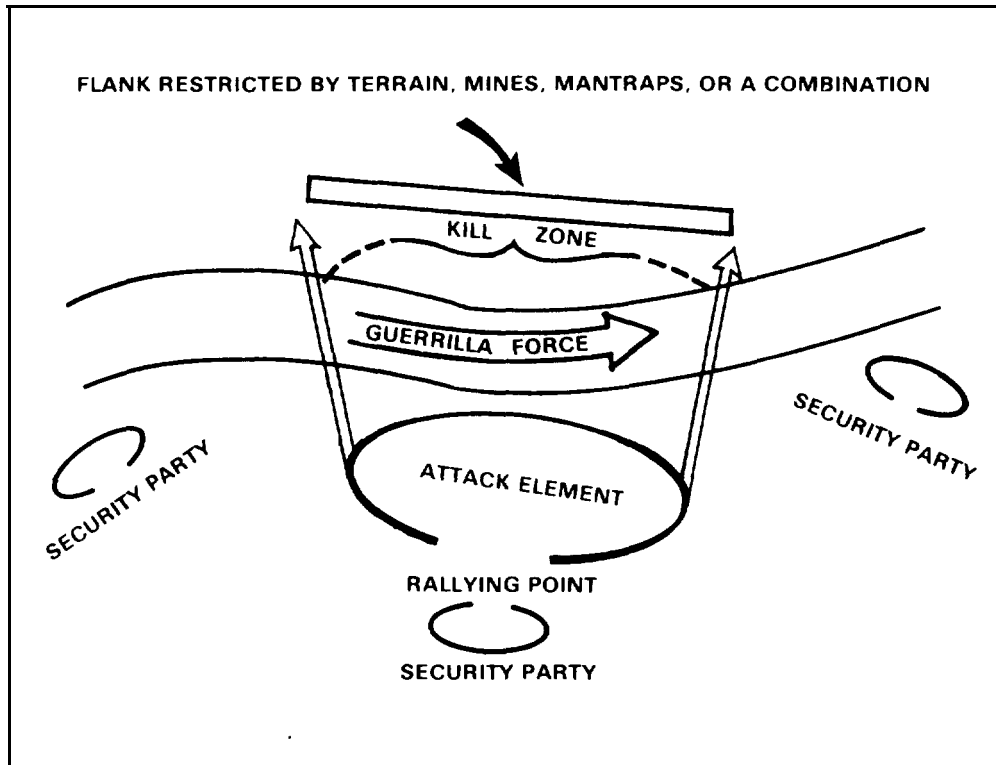 FLANK RESTRICTED BY TERRAIN, MINES, MANTRAPS, OR A COMBINATION
KILL ZONE
GUERRILLA FORCE
SECURITY PARTY
ATTACK ELEMENT
SECURITY PARTY
RALLYING POINT
SECURITY PARTY